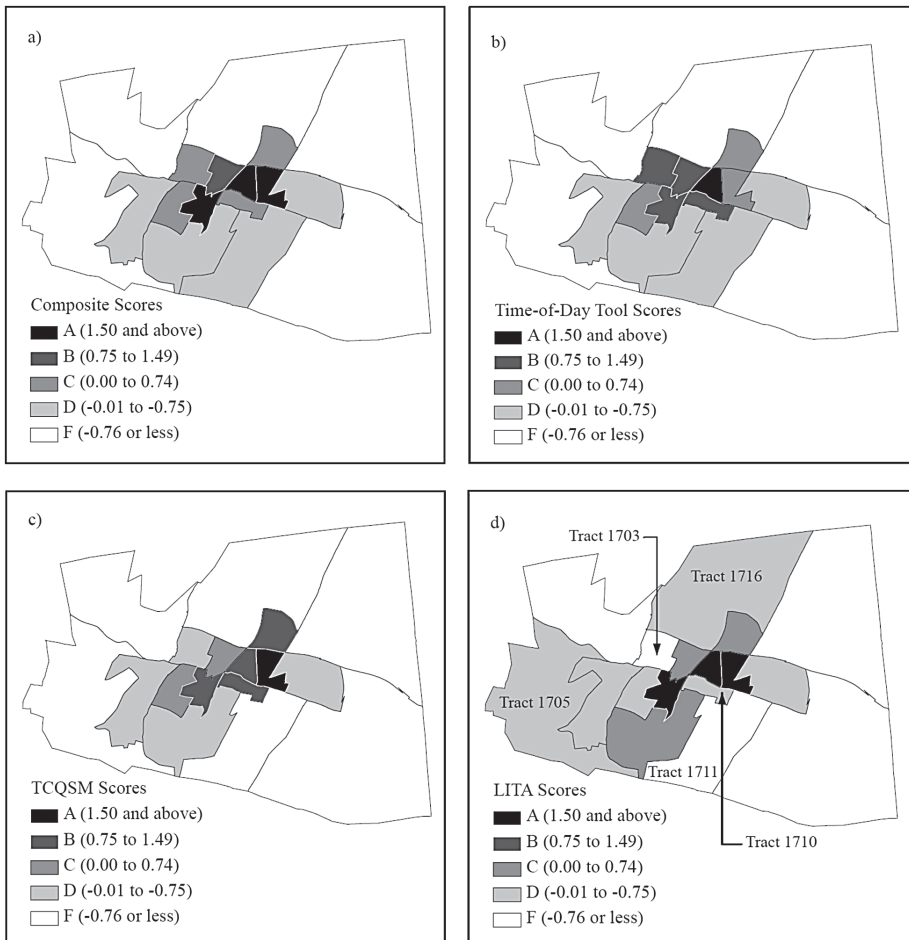 a)
Composite Scores
A (1.50 and above)
B (0.75 to 1.49)
C (0.00 to 0.74)
D (-0.01 to -0.75)
F (-0.76 or less)
b)
Time-of-Day Tool Scores
A (1.50 and above)
B (0.75 to 1.49)
C (0.00 to 0.74)
D (-0.01 to -0.75)
F (-0.76 or less)
c)
TCQSM Scores
A (1.50 and above)
B (0.75 to 1.49)
C (0.00 to 0.74)
D (-0.01 to -0.75)
F (-0.76 or less)
d)
Tract 1703
Tract 1716
Tract 1705
Tract 1711
Tract 1710
LITA Scores
A (1.50 and above)
B (0.75 to 1.49)
C (0.00 to 0.74)
D (-0.01 to -0.75)
F (-0.76 or less)